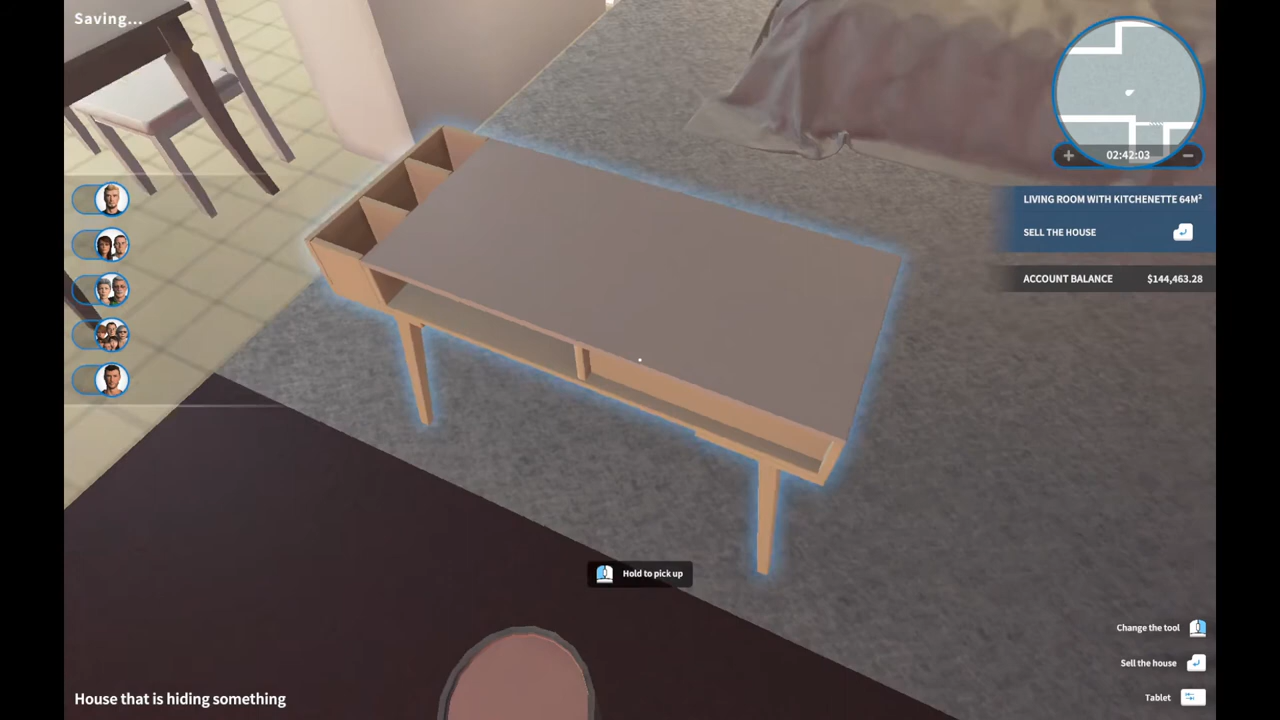 Saving...
02:42:03
LIVING ROOM WITH KITCHENETTE 64M²
SELL THE HOUSE
ACCOUNT BALANCE $144,463.28
Hold to pick up
Change the tool
Sell the house
Tablet
House that is hiding something